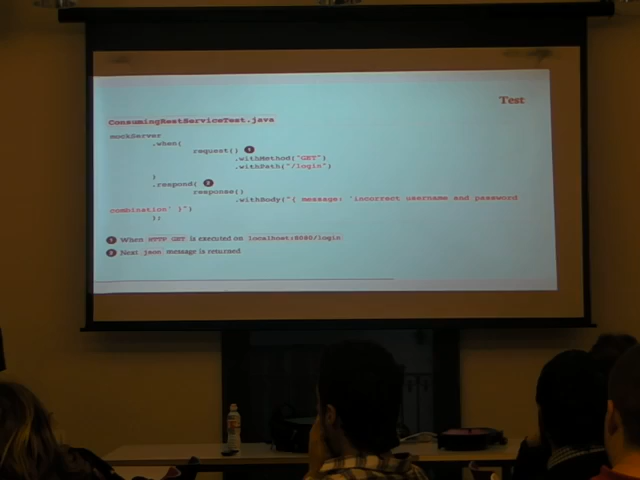 Test
ConsumingRestServiceTest.java
mockServer
.when(
request() 1
.withMethod("GET")
.withPath("/login")
)
.respond( 2
response()
.withBody("{ message: 'incorrect username and password
combination' }")
);
1 When HTTP GET is executed on localhost:8080/login
2 Next json message is returned